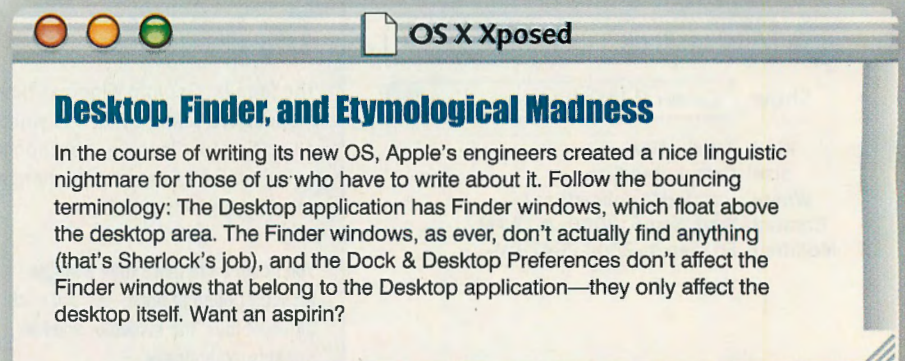 OS X Xposed
Desktop, Finder, and Etymological Madness
In the course of writing its new OS, Apple's engineers created a nice linguistic
nightmare for those of us who have to write about it. Follow the bouncing
terminology: The Desktop application has Finder windows, which float above
the desktop area. The Finder windows, as ever, don't actually find anything
(that's Sherlock's job), and the Dock & Desktop Preferences don't affect the
Finder windows that belong to the Desktop application—they only affect the
desktop itself. Want an aspirin?